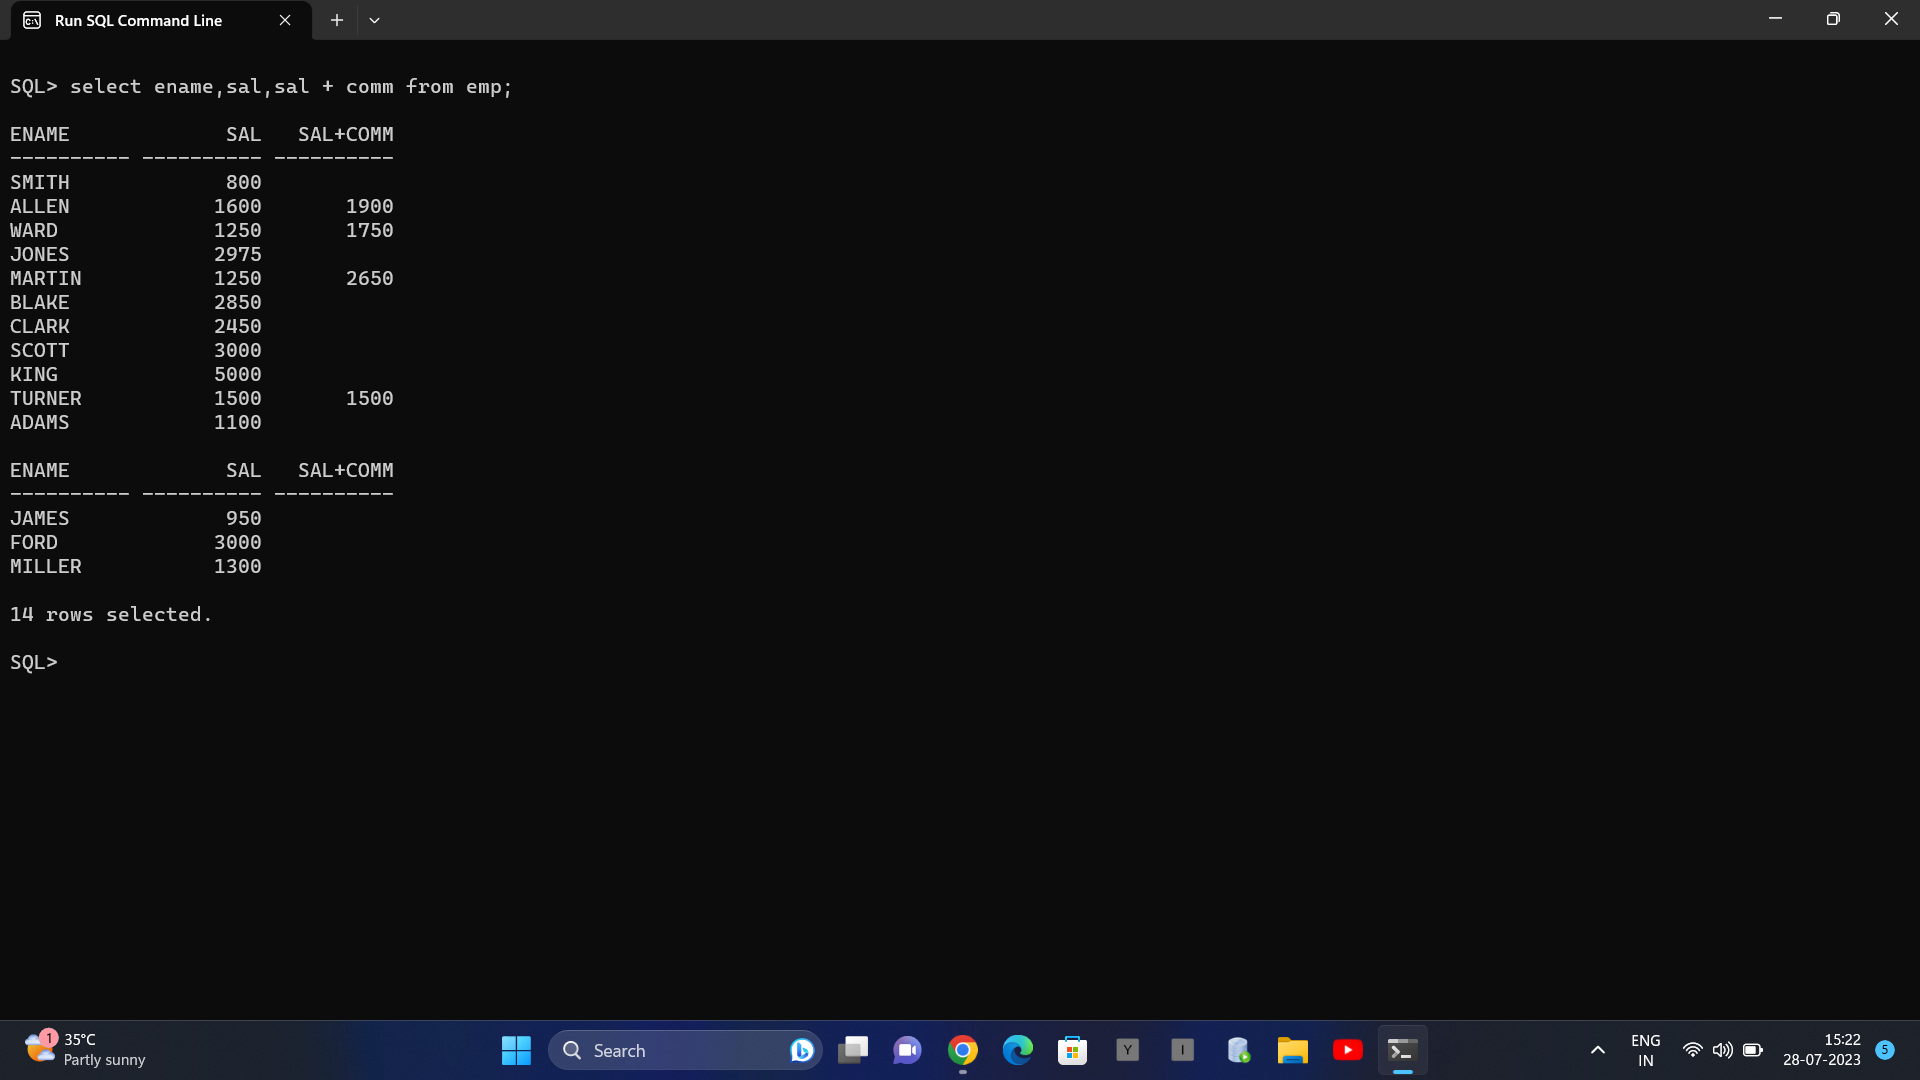 Run SQL Command Line
SQL> select ename,sal,sal + comm from emp;
ENAME             SAL   SAL+COMM
---------- ---------- ----------
SMITH             800
ALLEN            1600       1900
WARD             1250       1750
JONES            2975
MARTIN           1250       2650
BLAKE            2850
CLARK            2450
SCOTT            3000
KING             5000
TURNER           1500       1500
ADAMS            1100
ENAME             SAL   SAL+COMM
---------- ---------- ----------
JAMES             950
FORD             3000
MILLER           1300
14 rows selected.
SQL>
1
35°C
Partly sunny
Search
Y
I
ENG
IN
15:22
28-07-2023
5